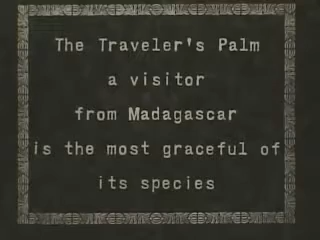 The Traveler's Palm
a visitor
from Madagascar
is the most graceful of
its species